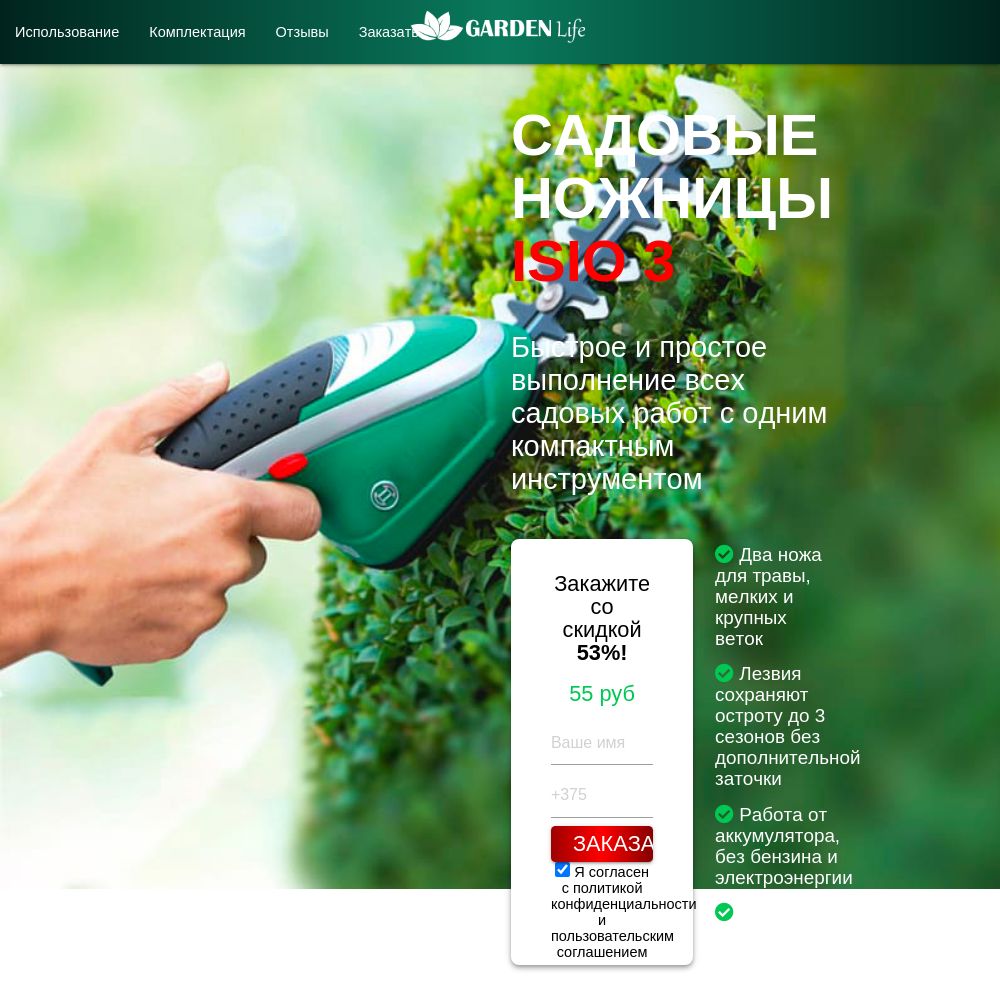 Использование
Комплектация
Отзывы
Заказать
GARDEN Life
САДОВЫЕ
НОЖНИЦЫ
ISIO 3
Быстрое и простое
выполнение всех
садовых работ с одним
компактным
инструментом
Закажите
со
скидкой
53%!
55 руб
Ваше имя
+375
ЗАКАЗА
Я согласен
с политикой
конфиденциальности
и
пользовательским
соглашением
Два ножа
для травы,
мелких и
крупных
веток
Лезвия
сохраняют
остроту до 3
сезонов без
дополнительной
заточки
Работа от
аккумулятора,
без бензина и
электроэнергии